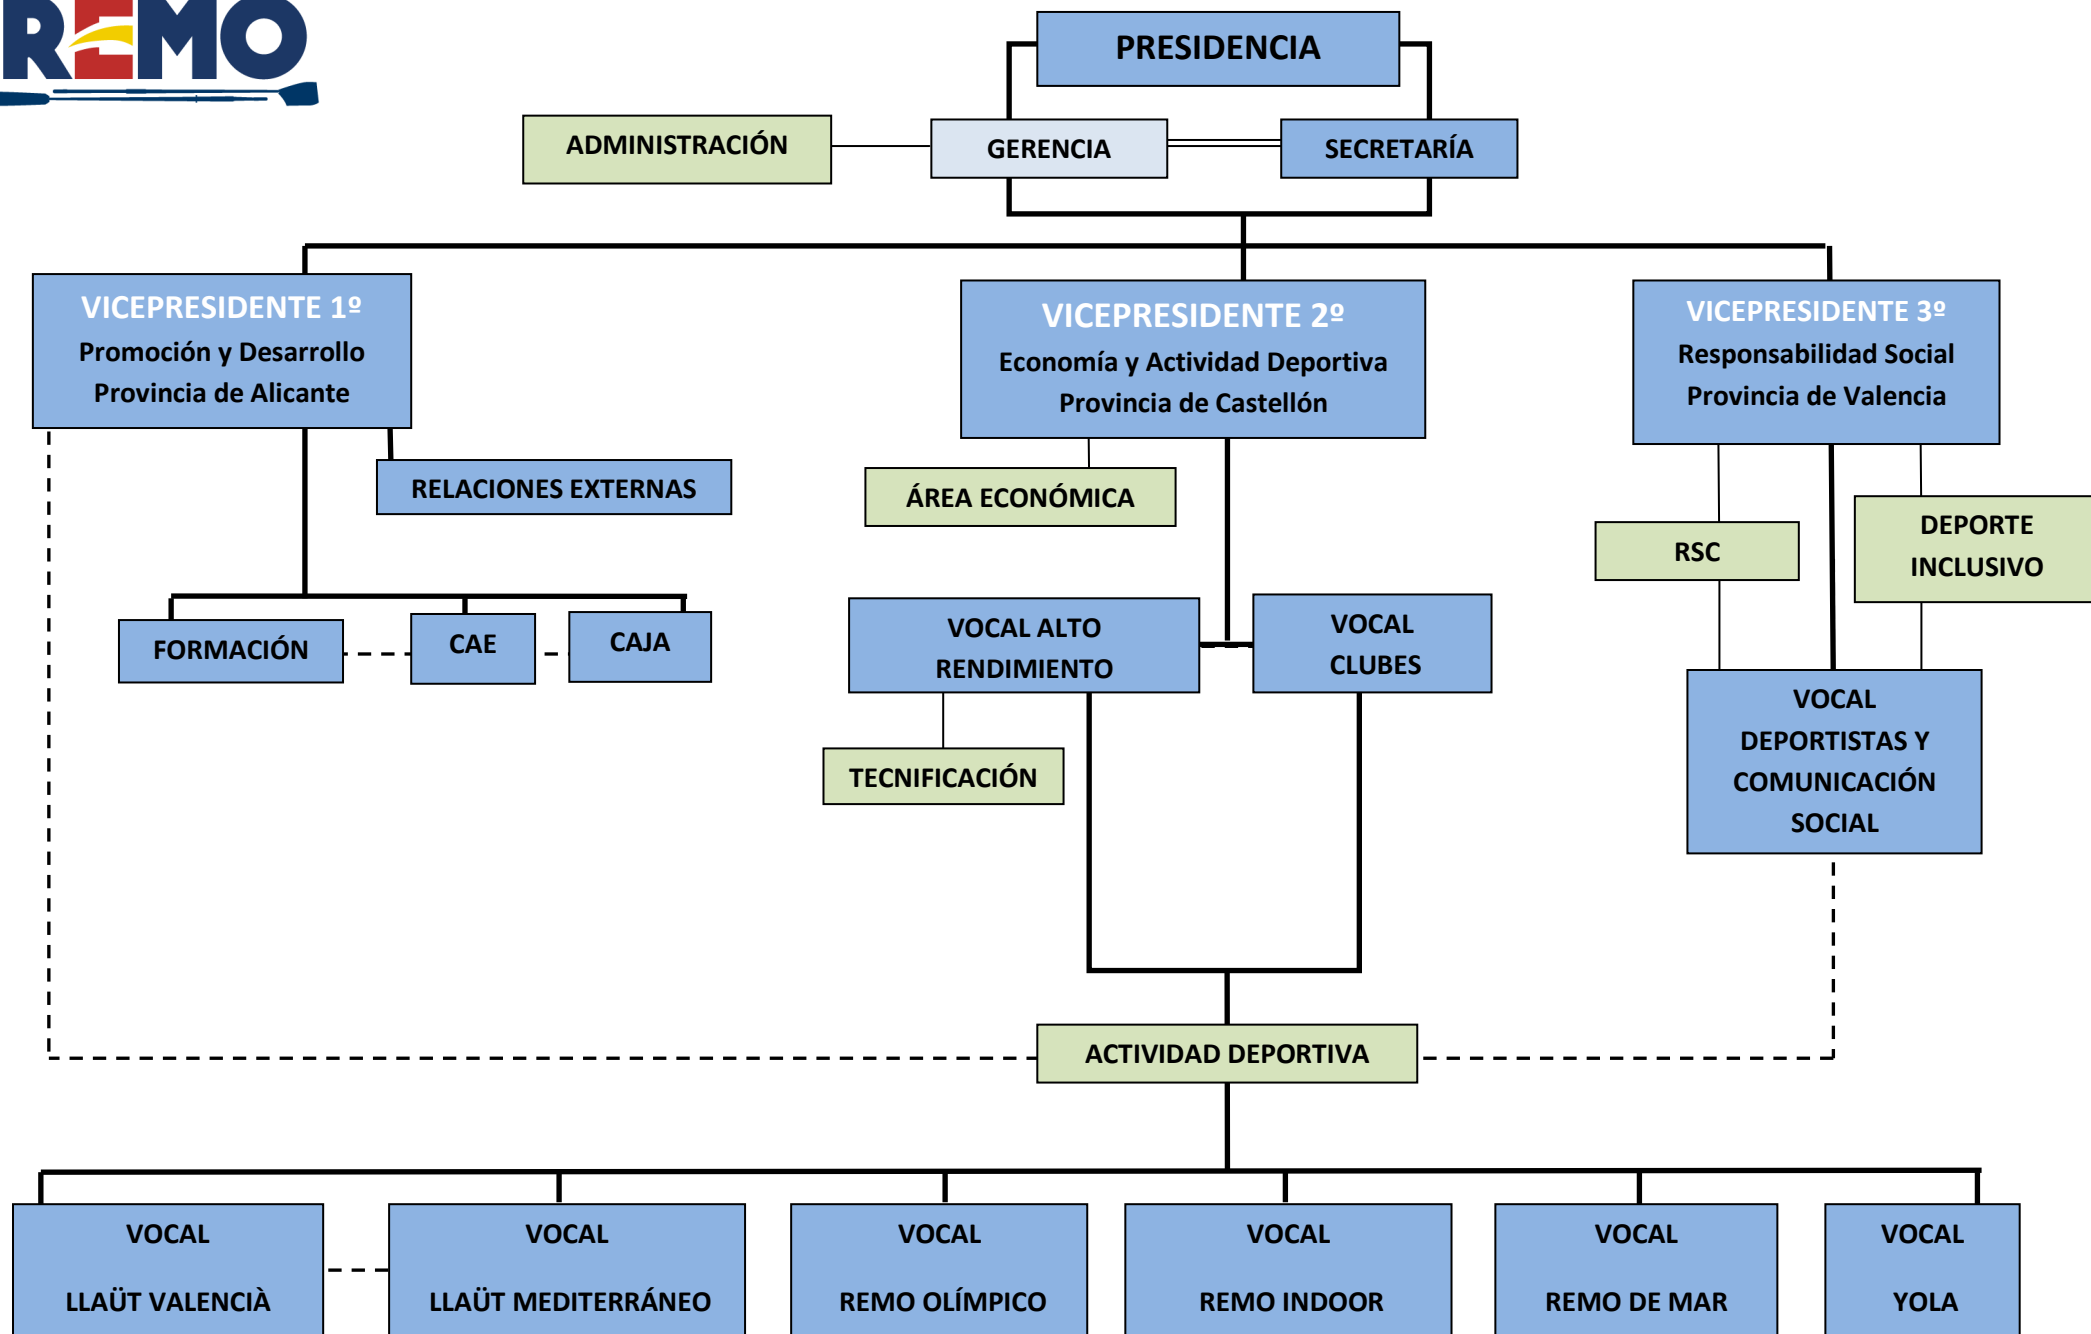 REMO
PRESIDENCIA
ADMINISTRACIÓN
GERENCIA
SECRETARÍA
VICEPRESIDENTE 1º
Promoción y Desarrollo
Provincia de Alicante
VICEPRESIDENTE 2º
Economía y Actividad Deportiva
Provincia de Castellón
VICEPRESIDENTE 3º
Responsabilidad Social
Provincia de Valencia
RELACIONES EXTERNAS
ÁREA ECONÓMICA
RSC
DEPORTE
INCLUSIVO
FORMACIÓN
CAE
CAJA
VOCAL ALTO
RENDIMIENTO
VOCAL
CLUBES
VOCAL
DEPORTISTAS Y
COMUNICACIÓN
SOCIAL
TECNIFICACIÓN
ACTIVIDAD DEPORTIVA
VOCAL
LLAÜT VALENCIÀ
VOCAL
LLAÜT MEDITERRÁNEO
VOCAL
REMO OLÍMPICO
VOCAL
REMO INDOOR
VOCAL
REMO DE MAR
VOCAL
YOLA